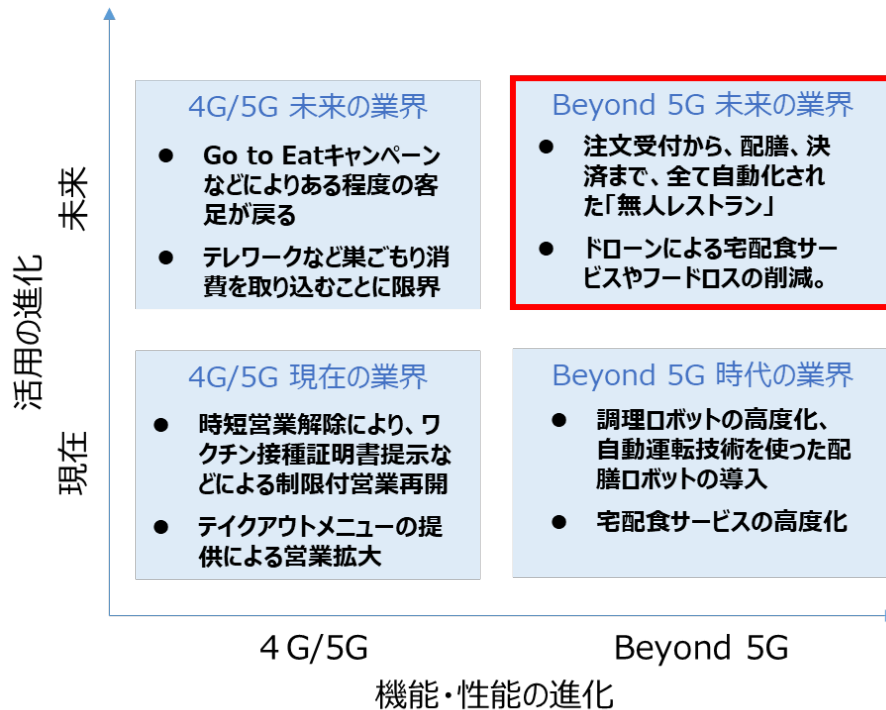 活用の進化
未来
現在
4G/5G 未来の業界
● Go to Eatキャンペーン
などによりある程度の客
足が戻る
● テレワークなど巣ごもり消
費を取り込むことに限界
Beyond 5G 未来の業界
● 注文受付から、配膳、決
済まで、全て自動化され
た「無人レストラン」
● ドローンによる宅配食サー
ビスやフードロスの削減。
4G/5G 現在の業界
● 時短営業解除により、ワ
クチン接種証明書提示な
どによる制限付営業再開
● テイクアウトメニューの提
供による営業拡大
Beyond 5G 時代の業界
● 調理ロボットの高度化、
自動運転技術を使った配
膳ロボットの導入
● 宅配食サービスの高度化
4G/5G
Beyond 5G
機能・性能の進化